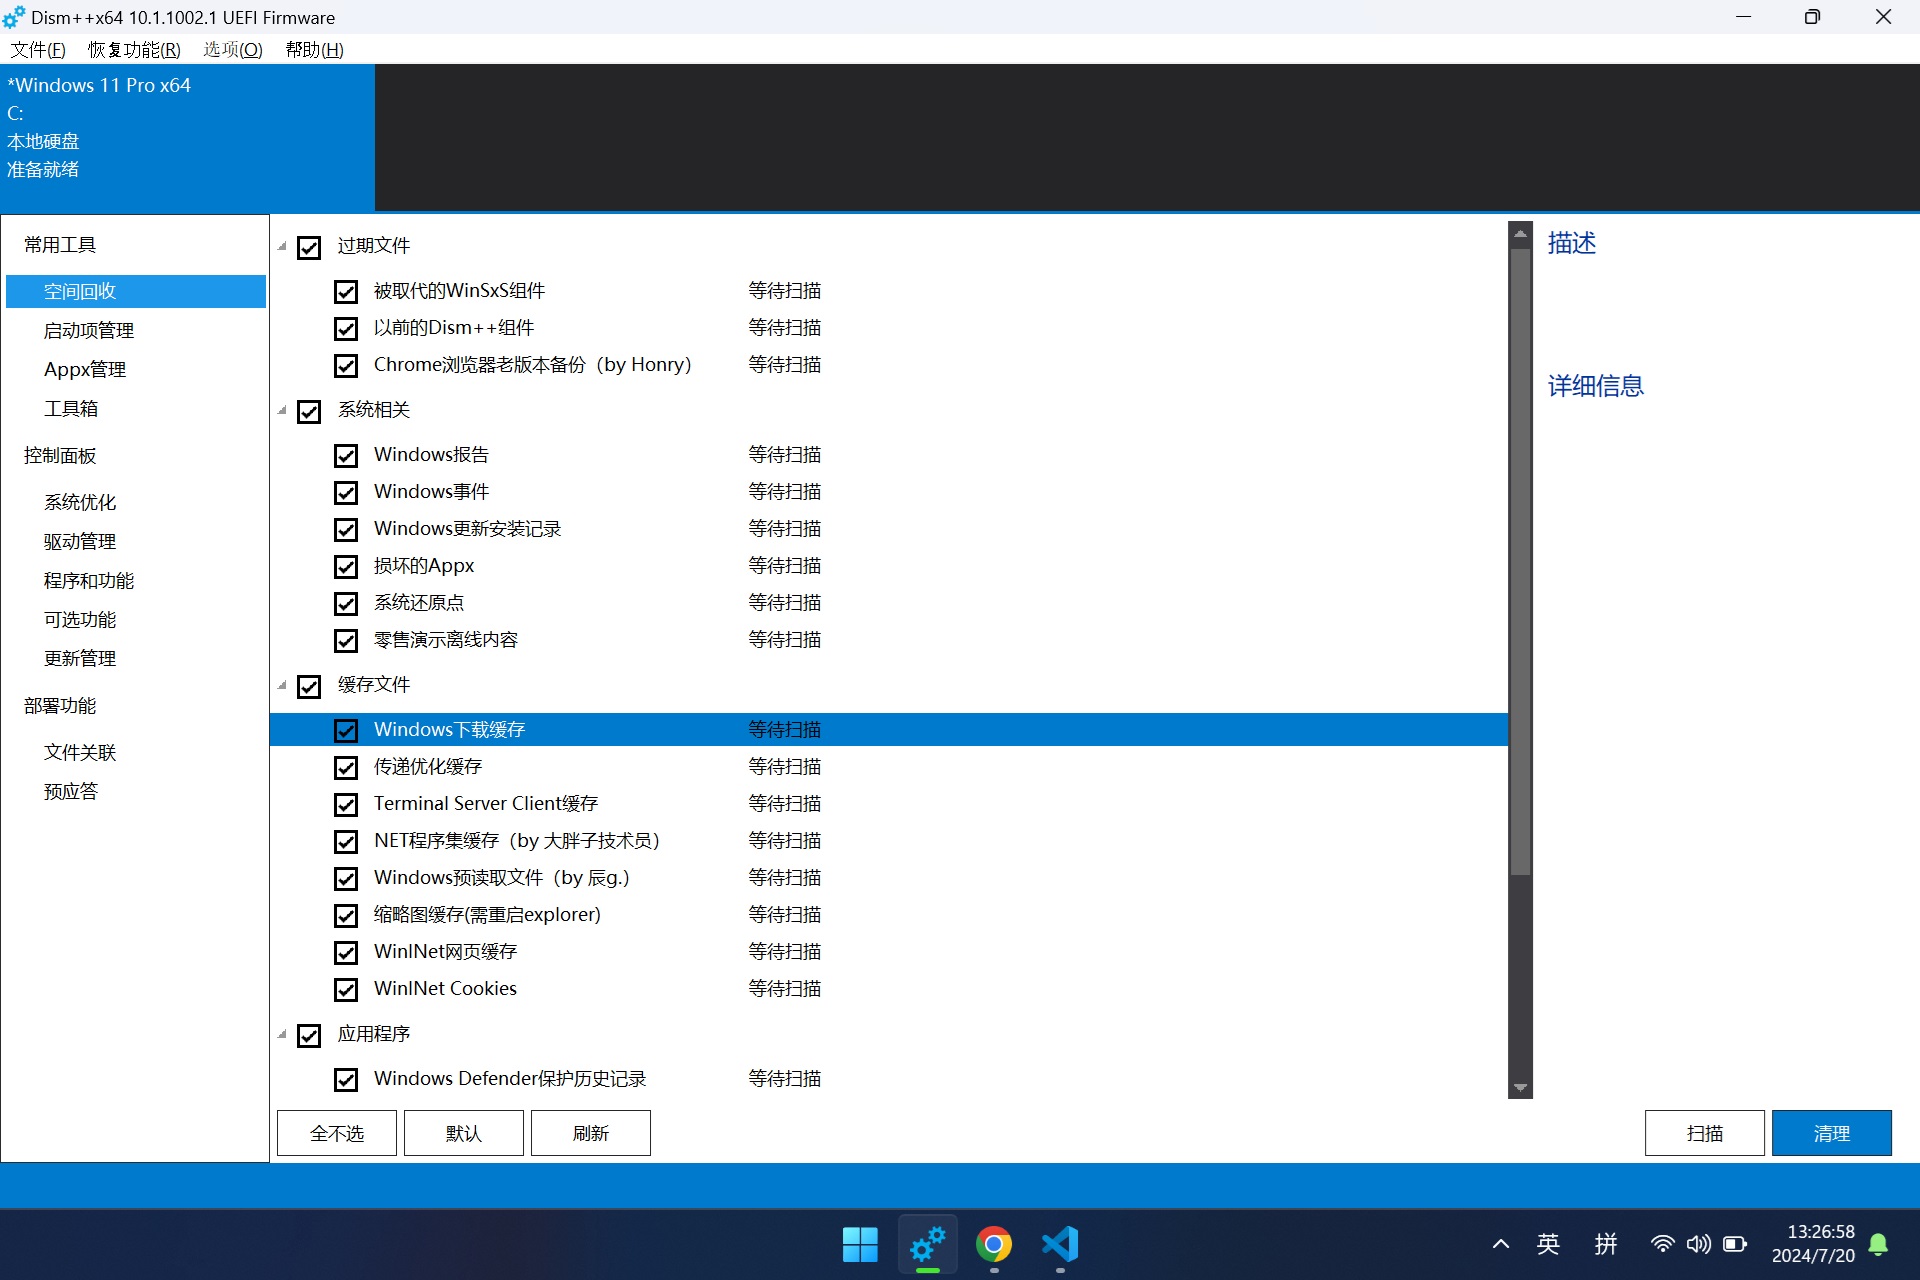 Dism++x64 10.1.1002.1 UEFI Firmware
文件(F) 恢复功能(R) 选项(O) 帮助(H)
*Windows 11 Pro x64
C:
本地硬盘
准备就绪
常用工具
空间回收
启动项管理
Appx管理
工具箱
控制面板
系统优化
驱动管理
程序和功能
可选功能
更新管理
部署功能
文件关联
预应答
过期文件
被取代的WinSxS组件 等待扫描
以前的Dism++组件 等待扫描
Chrome浏览器老版本备份（by Honry） 等待扫描
系统相关
Windows报告 等待扫描
Windows事件 等待扫描
Windows更新安装记录 等待扫描
损坏的Appx 等待扫描
系统还原点 等待扫描
零售演示离线内容 等待扫描
缓存文件
Windows下载缓存 等待扫描
传递优化缓存 等待扫描
Terminal Server Client缓存 等待扫描
NET程序集缓存（by 大胖子技术员） 等待扫描
Windows预读取文件（by 辰g.） 等待扫描
缩略图缓存(需重启explorer) 等待扫描
WinINet网页缓存 等待扫描
WinINet Cookies 等待扫描
应用程序
Windows Defender保护历史记录 等待扫描
全不选 默认 刷新
描述
详细信息
扫描 清理
英 拼
13:26:58
2024/7/20